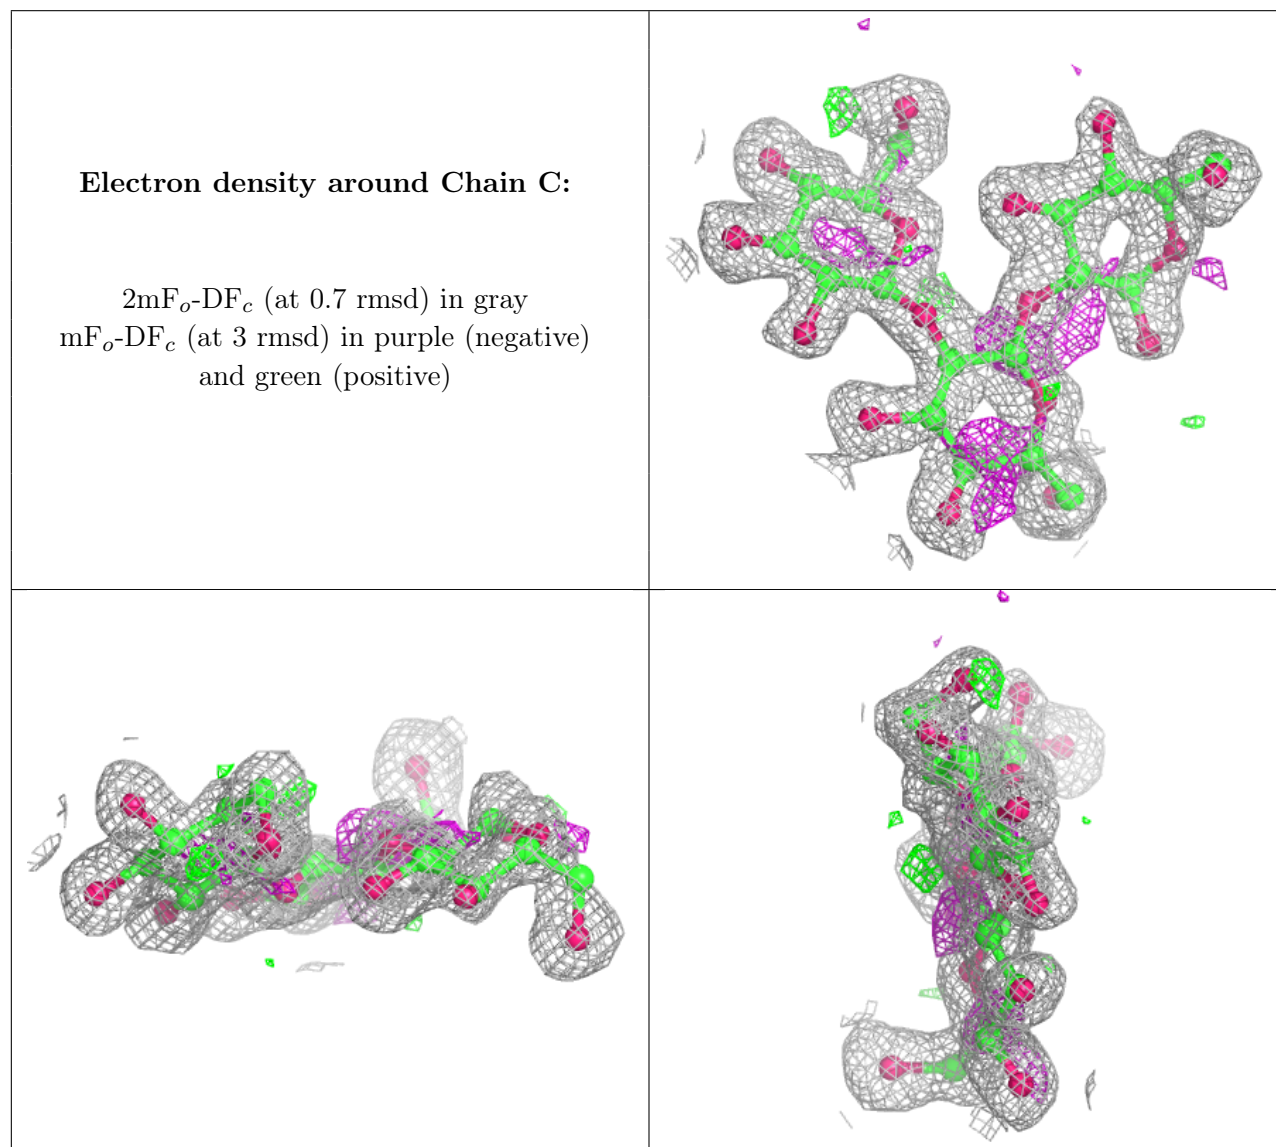 Electron density around Chain C:
2mFₒ-DF𝒸 (at 0.7 rmsd) in gray
mFₒ-DF𝒸 (at 3 rmsd) in purple (negative)
and green (positive)